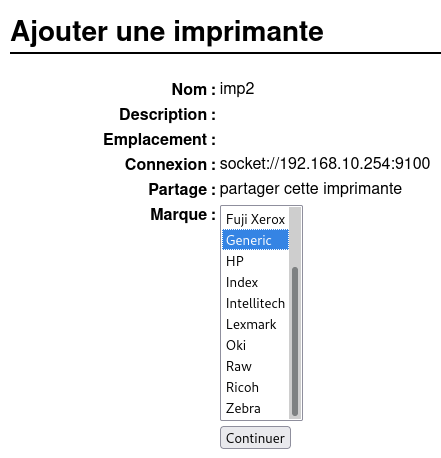 Ajouter une imprimante
Nom : imp2
Description :
Emplacement :
Connexion : socket://192.168.10.254:9100
Partage : partager cette imprimante
Marque :
Fuji Xerox
Generic
HP
Index
Intellitech
Lexmark
Oki
Raw
Ricoh
Zebra
Continuer